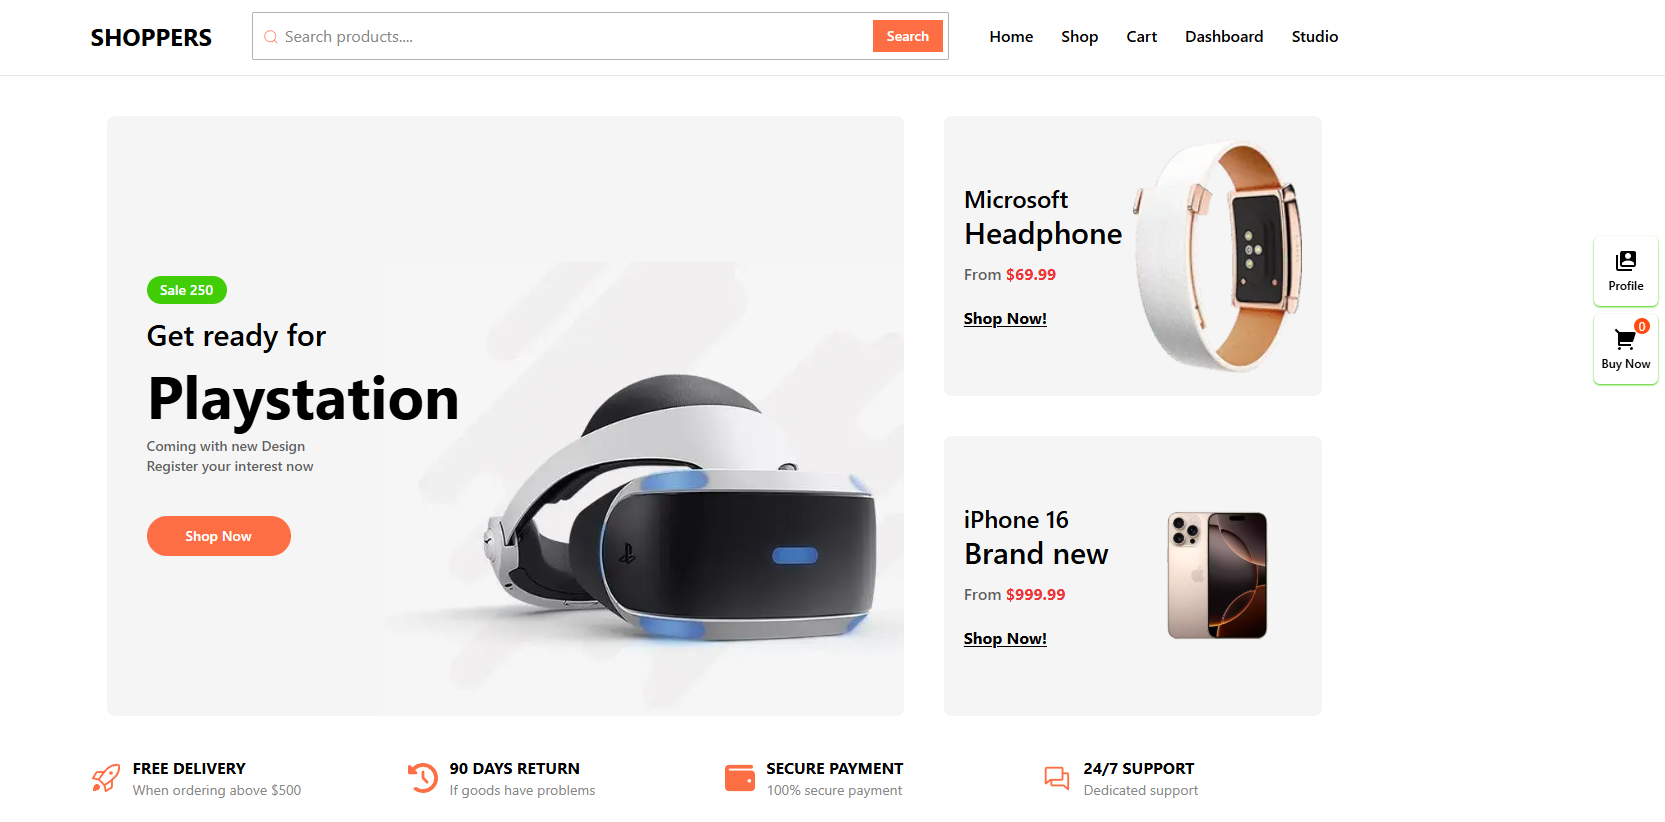 SHOPPERS
Search products....
Search
Home
Shop
Cart
Dashboard
Studio
Sale 250
Get ready for
Playstation
Coming with new Design
Register your interest now
Shop Now
Microsoft
Headphone
From $69.99
Shop Now!
iPhone 16
Brand new
From $999.99
Shop Now!
Profile
0
Buy Now
FREE DELIVERY
When ordering above $500
90 DAYS RETURN
If goods have problems
SECURE PAYMENT
100% secure payment
24/7 SUPPORT
Dedicated support